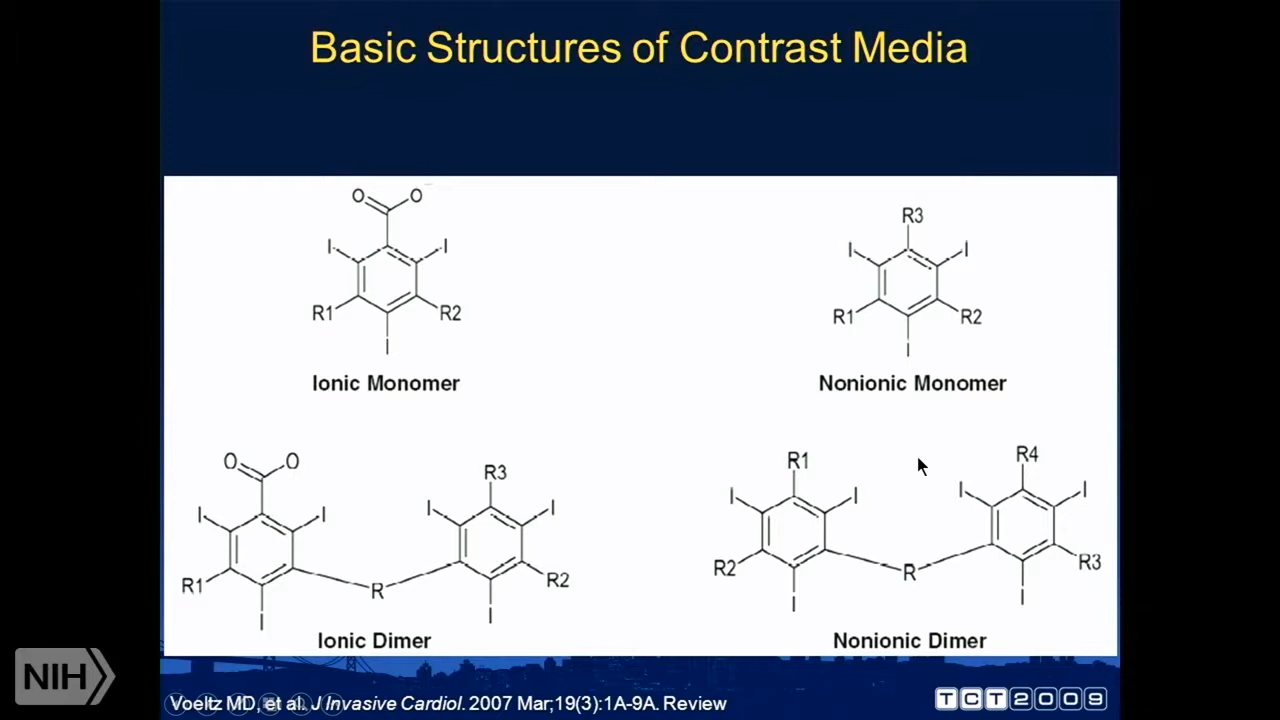 Basic Structures of Contrast Media
O O
I I
R1 R2
I
Ionic Monomer
R3
I I
R1 R2
I
Nonionic Monomer
O O
I I
R1
I
R
R3
I I
R2
I
Ionic Dimer
R1
I I
R2
I
R
R4
I I
R3
I
Nonionic Dimer
NIH
Voeltz MD, et al. J Invasive Cardiol. 2007 Mar;19(3):1A-9A. Review
TCT2009